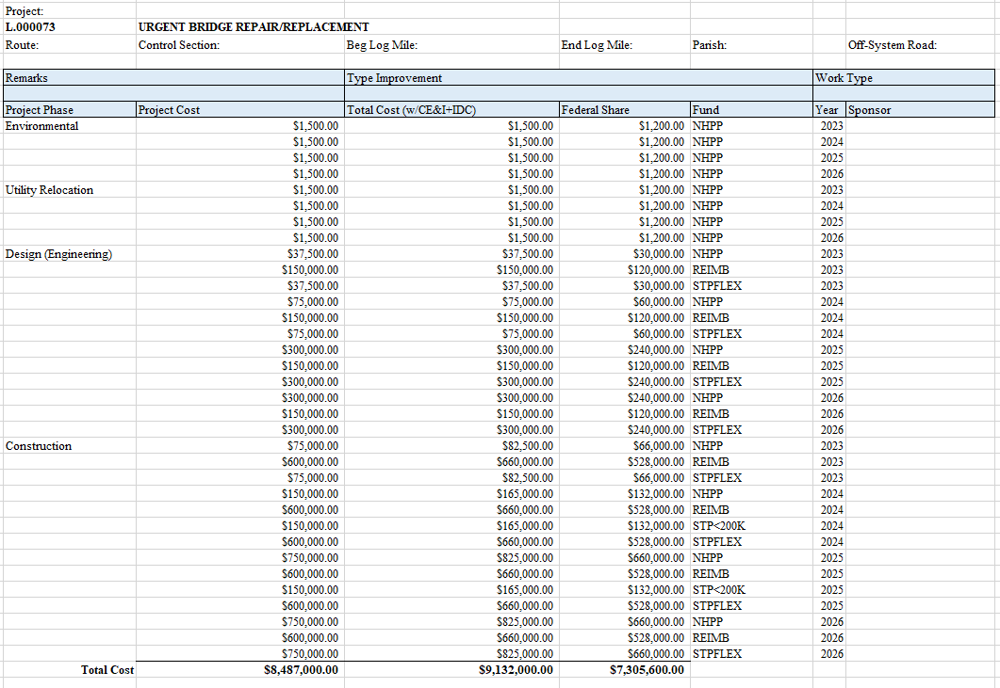 Project:
L.000073 URGENT BRIDGE REPAIR/REPLACEMENT
Route: Control Section: Beg Log Mile: End Log Mile: Parish: Off-System Road:
Remarks Type Improvement Work Type
Project Phase Project Cost Total Cost (w/CE&I+IDC) Federal Share Fund Year Sponsor
Environmental $1,500.00 $1,500.00 $1,200.00 NHPP 2023
$1,500.00 $1,500.00 $1,200.00 NHPP 2024
$1,500.00 $1,500.00 $1,200.00 NHPP 2025
$1,500.00 $1,500.00 $1,200.00 NHPP 2026
Utility Relocation $1,500.00 $1,500.00 $1,200.00 NHPP 2023
$1,500.00 $1,500.00 $1,200.00 NHPP 2024
$1,500.00 $1,500.00 $1,200.00 NHPP 2025
$1,500.00 $1,500.00 $1,200.00 NHPP 2026
Design (Engineering) $37,500.00 $37,500.00 $30,000.00 NHPP 2023
$150,000.00 $150,000.00 $120,000.00 REIMB 2023
$37,500.00 $37,500.00 $30,000.00 STPFLEX 2023
$75,000.00 $75,000.00 $60,000.00 NHPP 2024
$150,000.00 $150,000.00 $120,000.00 REIMB 2024
$75,000.00 $75,000.00 $60,000.00 STPFLEX 2024
$300,000.00 $300,000.00 $240,000.00 NHPP 2025
$150,000.00 $150,000.00 $120,000.00 REIMB 2025
$300,000.00 $300,000.00 $240,000.00 STPFLEX 2025
$300,000.00 $300,000.00 $240,000.00 NHPP 2026
$150,000.00 $150,000.00 $120,000.00 REIMB 2026
$300,000.00 $300,000.00 $240,000.00 STPFLEX 2026
Construction $75,000.00 $82,500.00 $66,000.00 NHPP 2023
$600,000.00 $660,000.00 $528,000.00 REIMB 2023
$75,000.00 $82,500.00 $66,000.00 STPFLEX 2023
$150,000.00 $165,000.00 $132,000.00 NHPP 2024
$600,000.00 $660,000.00 $528,000.00 REIMB 2024
$150,000.00 $165,000.00 $132,000.00 STP<200K 2024
$600,000.00 $660,000.00 $528,000.00 STPFLEX 2024
$750,000.00 $825,000.00 $660,000.00 NHPP 2025
$600,000.00 $660,000.00 $528,000.00 REIMB 2025
$150,000.00 $165,000.00 $132,000.00 STP<200K 2025
$600,000.00 $660,000.00 $528,000.00 STPFLEX 2025
$750,000.00 $825,000.00 $660,000.00 NHPP 2026
$600,000.00 $660,000.00 $528,000.00 REIMB 2026
$750,000.00 $825,000.00 $660,000.00 STPFLEX 2026
Total Cost $8,487,000.00 $9,132,000.00 $7,305,600.00